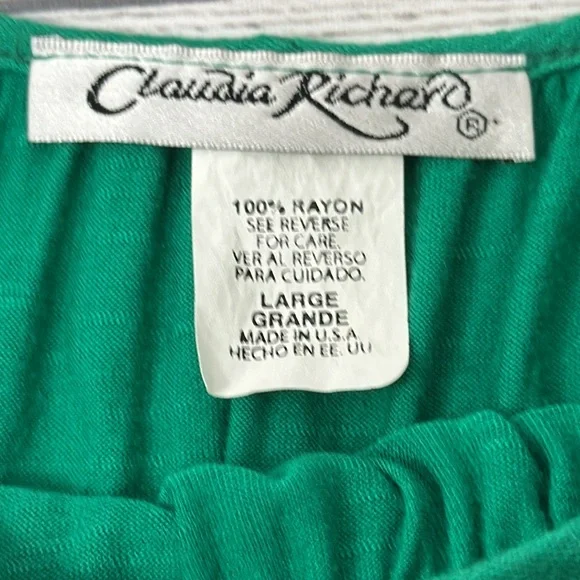 Claudia Richard ®
100% RAYON
SEE REVERSE
FOR CARE.
VER AL REVERSO
PARA CUIDADO.
LARGE
GRANDE
MADE IN U.S.A.
HECHO EN EE. UU